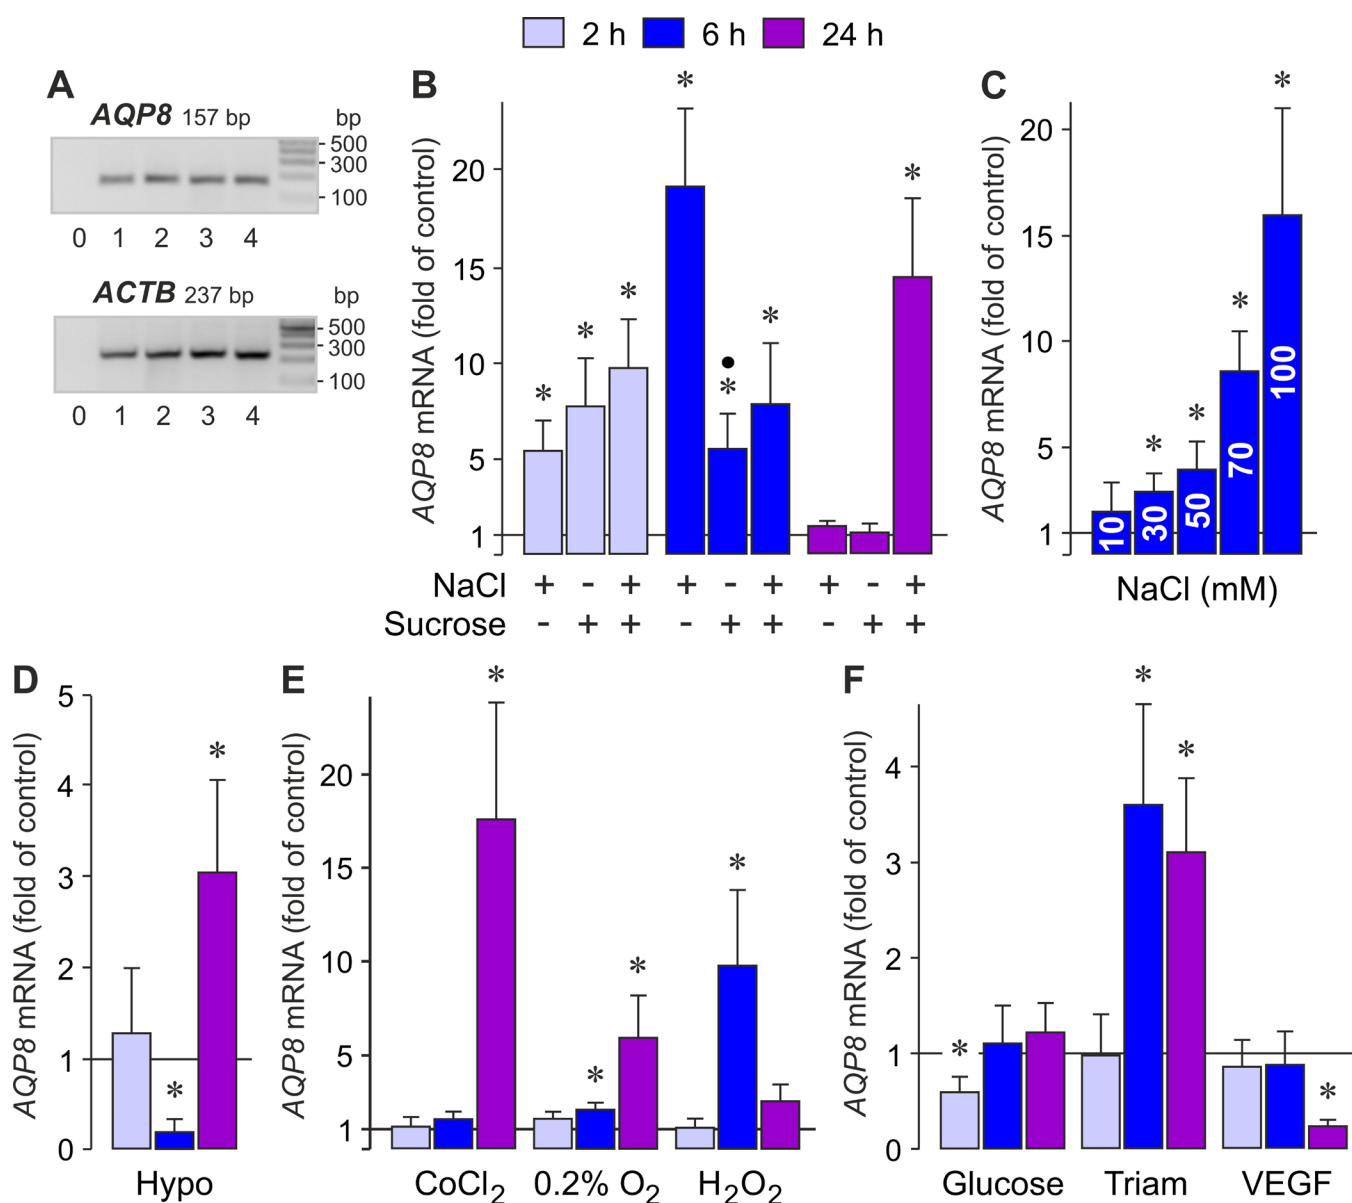 2 h 6 h 24 h
A
AQP8 157 bp
bp
500
300
100
0 1 2 3 4
ACTB 237 bp
bp
500
300
100
0 1 2 3 4
B
AQP8 mRNA (fold of control)
20
15
10
5
1
* * * * • * * *
NaCl + - + + - + + - +
Sucrose - + + - + + - + +
C
AQP8 mRNA (fold of control)
20
15
10
5
1
* * * *
10 30 50 70 100
NaCl (mM)
D
AQP8 mRNA (fold of control)
5
4
3
2
1
0
* *
Hypo
E
AQP8 mRNA (fold of control)
20
15
10
5
1
* * * *
CoCl2 0.2% O2 H2O2
F
AQP8 mRNA (fold of control)
4
3
2
1
0
* * * *
Glucose Triam VEGF